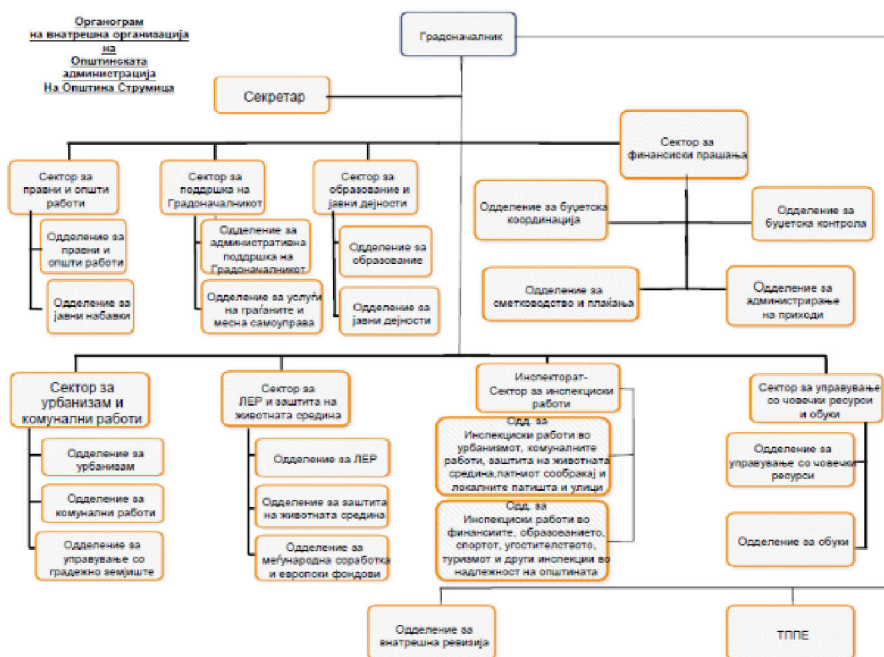 Органограм
на внатрешна организација
на
Општинската
администрација
На Општина Струмица
Градоначалник
Секретар
Сектор за
финансиски прашања
Сектор за
правни и општи
работи
Сектор за
поддршка на
Градоначалникот
Сектор за
образование и
јавни дејности
Одделение за
правни и
општи работи
Одделение за
јавни набавки
Одделение за
административна
поддршка на
Градоначалникот
Одделение за услуѓи
на граѓаните и
месна самоуправа
Одделение за
образование
Одделение за
јавни дејности
Одделение за буџетска
координација
Одделение за
буџетска контрола
Одделение за
сметководство и плаќања
Одделение за
администрирање
на приходи
Сектор за
урбанизам и
комунални работи
Одделение за
урбанизам
Одделение за
комунални работи
Одделение за
управување со
градежно земјиште
Сектор за
ЛЕР и заштита на
животната средина
Одделение за ЛЕР
Одделение за заштита
на животната средина
Одделение за
меѓународна соработка
и европски фондови
Инспекторат-
Сектор за инспекциски
работи
Одд. за
Инспекциски работи во
урбанизмот, комуналните
работи, заштита на животната
средина,патниот сообраќај и
локалните патишта и улици
Одд. за
Инспекциски работи во
финансиите, образованието,
спортот, угостителството,
туризмот и други инспекции во
надлежност на општината
Сектор за управување
со човечки ресурси
и обуки
Одделение за
управување со човечки
ресурси
Одделение за обуки
Одделение за
внатрешна ревизија
ТППЕ